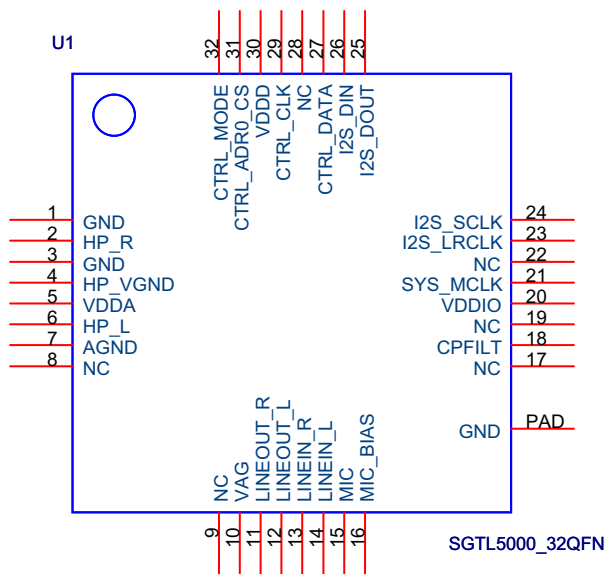 U1
32 31 30 29 28 27 26 25
CTRL_MODE
CTRL_ADR0_CS
VDDD
CTRL_CLK
NC
CTRL_DATA
I2S_DIN
I2S_DOUT
1 GND
2 HP_R
3 GND
4 HP_VGND
5 VDDA
6 HP_L
7 AGND
8 NC
I2S_SCLK 24
I2S_LRCLK 23
NC 22
SYS_MCLK 21
VDDIO 20
NC 19
CPFILT 18
NC 17
GND PAD
NC
VAG
LINEOUT_R
LINEOUT_L
LINEIN_R
LINEIN_L
MIC
MIC_BIAS
9 10 11 12 13 14 15 16
SGTL5000_32QFN